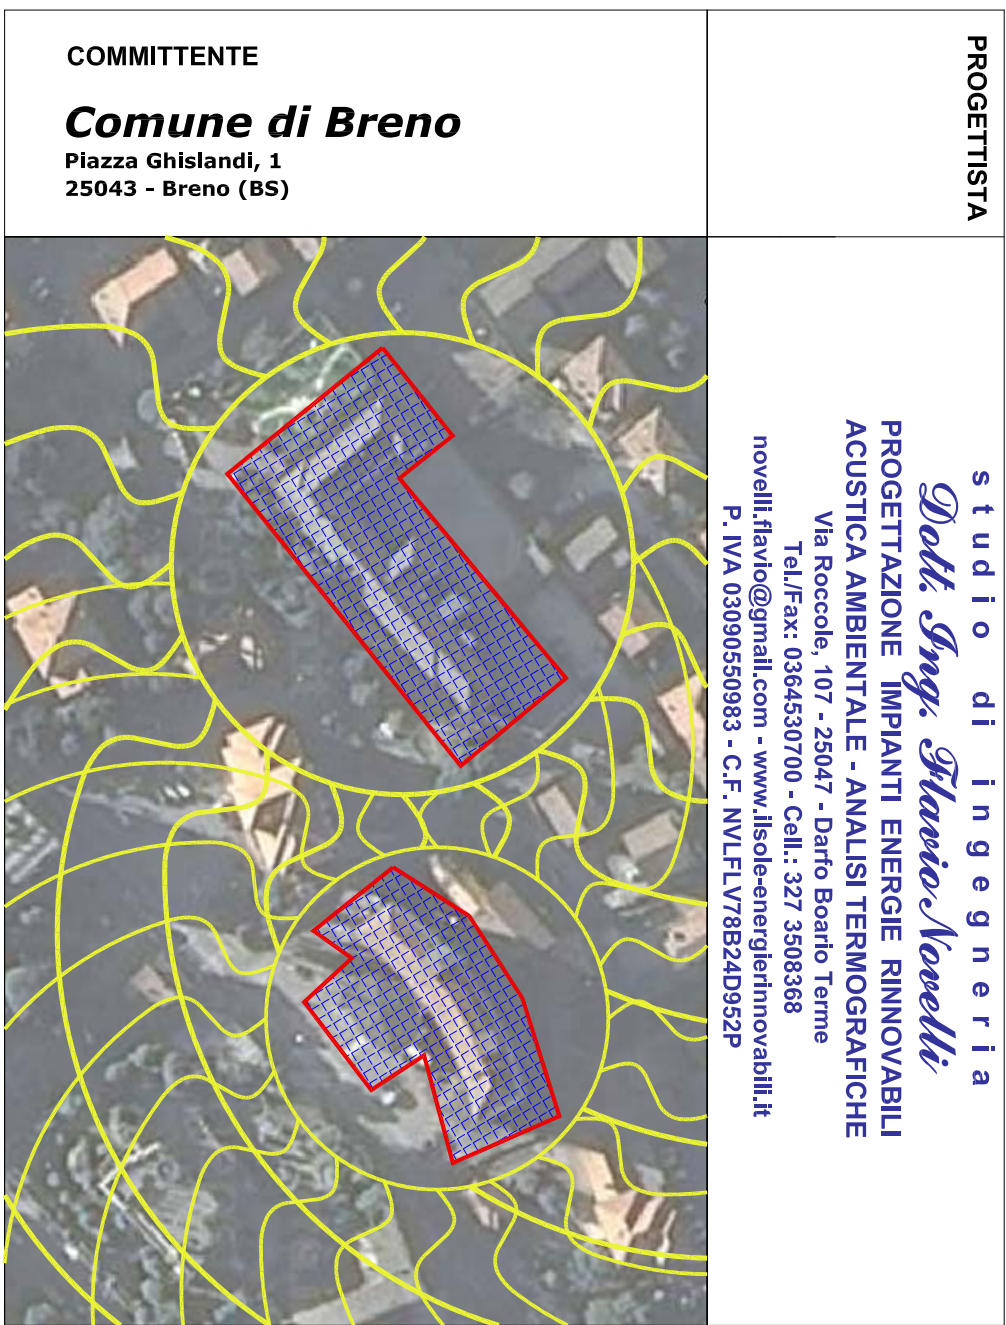 COMMITTENTE
Comune di Breno
Piazza Ghislandi, 1
25043 - Breno (BS)
PROGETTISTA
studio di ingegneria
Dott. Ing. Flavio Novelli
PROGETTAZIONE IMPIANTI ENERGIE RINNOVABILI
ACUSTICA AMBIENTALE - ANALISI TERMOGRAFICHE
Via Roccole, 107 - 25047 - Darfo Boario Terme
Tel./Fax: 0364530700 - Cell.: 327 3508368
novelli.flavio@gmail.com - www.ilsole-energierinnovabili.it
P. IVA 03090550983 - C.F. NVLFLV78B24D952P